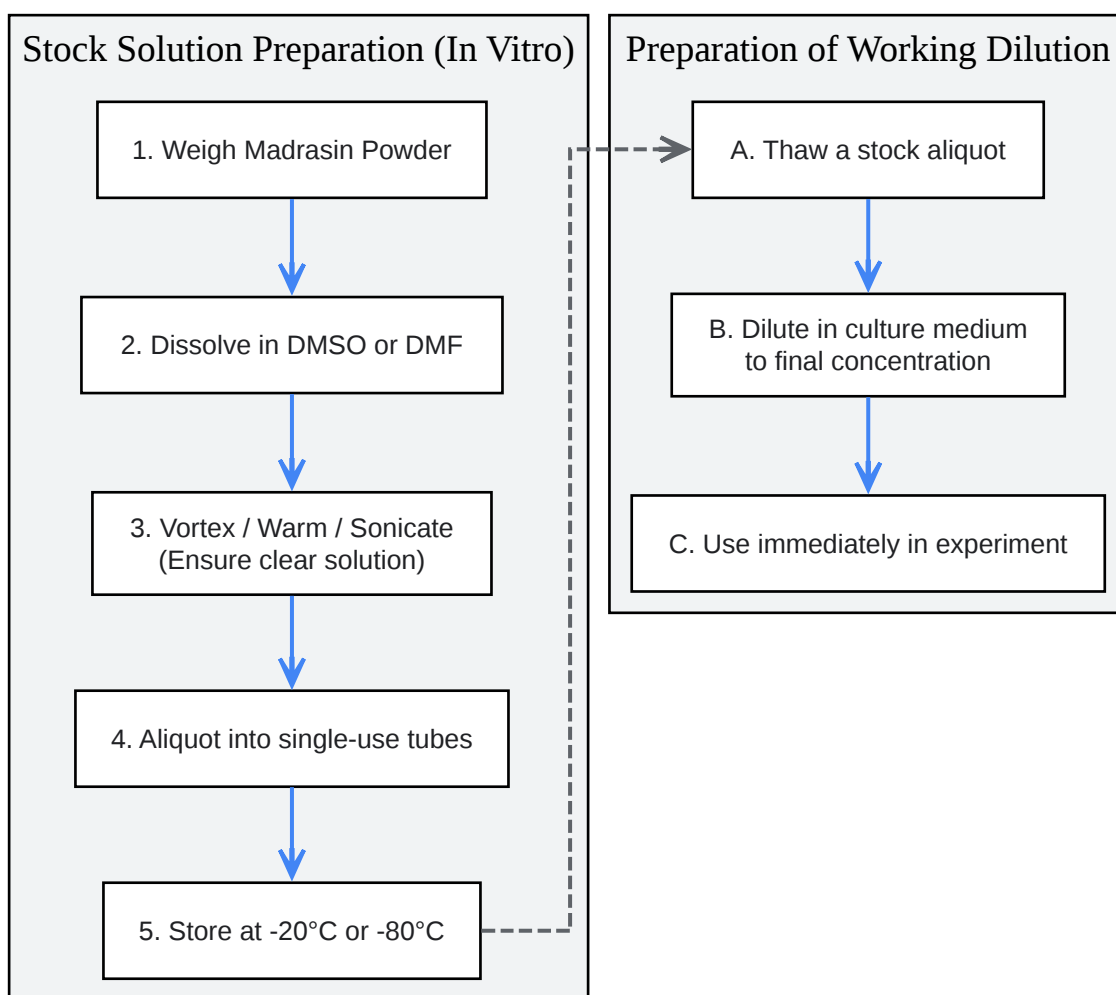 Stock Solution Preparation (In Vitro)
1. Weigh Madrasin Powder
2. Dissolve in DMSO or DMF
3. Vortex / Warm / Sonicate
(Ensure clear solution)
4. Aliquot into single-use tubes
5. Store at -20°C or -80°C
Preparation of Working Dilution
A. Thaw a stock aliquot
B. Dilute in culture medium
to final concentration
C. Use immediately in experiment